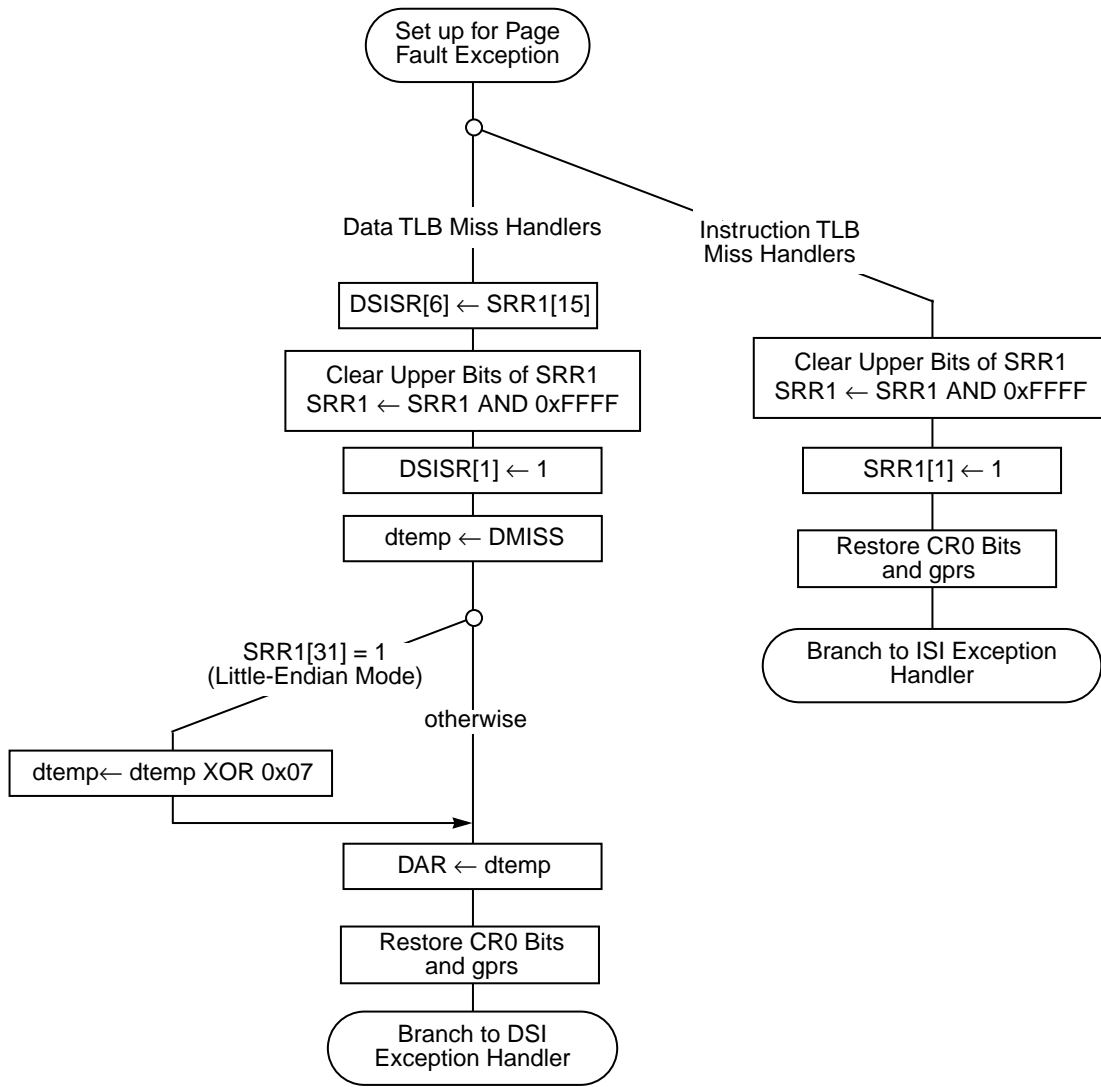 Set up for Page
Fault Exception
Data TLB Miss Handlers
Instruction TLB
Miss Handlers
DSISR[6] ← SRR1[15]
Clear Upper Bits of SRR1
SRR1 ← SRR1 AND 0xFFFF
DSISR[1] ← 1
dtemp ← DMISS
Clear Upper Bits of SRR1
SRR1 ← SRR1 AND 0xFFFF
SRR1[1] ← 1
Restore CR0 Bits
and gprs
Branch to ISI Exception
Handler
SRR1[31] = 1
(Little-Endian Mode)
otherwise
dtemp← dtemp XOR 0x07
DAR ← dtemp
Restore CR0 Bits
and gprs
Branch to DSI
Exception Handler